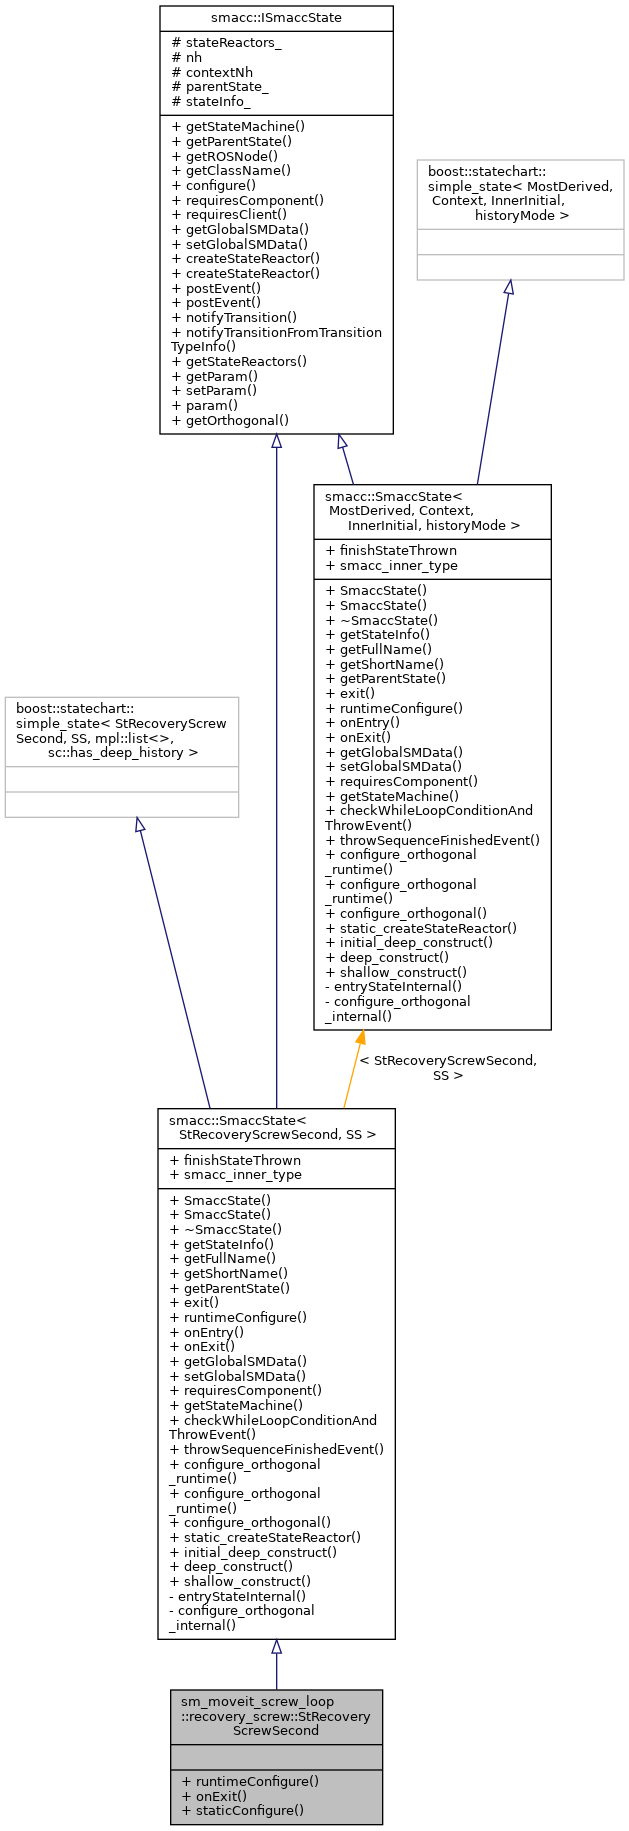 smacc::ISmaccState
# stateReactors_
# nh
# contextNh
# parentState_
# stateInfo_
+ getStateMachine()
+ getParentState()
+ getROSNode()
+ getClassName()
+ configure()
+ requiresComponent()
+ requiresClient()
+ getGlobalSMData()
+ setGlobalSMData()
+ createStateReactor()
+ createStateReactor()
+ postEvent()
+ postEvent()
+ notifyTransition()
+ notifyTransitionFromTransition
TypeInfo()
+ getStateReactors()
+ getParam()
+ setParam()
+ param()
+ getOrthogonal()
boost::statechart::
simple_state< MostDerived,
Context, InnerInitial,
historyMode >
smacc::SmaccState<
MostDerived, Context,
InnerInitial, historyMode >
+ finishStateThrown
+ smacc_inner_type
+ SmaccState()
+ SmaccState()
+ ~SmaccState()
+ getStateInfo()
+ getFullName()
+ getShortName()
+ getParentState()
+ exit()
+ runtimeConfigure()
+ onEntry()
+ onExit()
+ getGlobalSMData()
+ setGlobalSMData()
+ requiresComponent()
+ getStateMachine()
+ checkWhileLoopConditionAnd
ThrowEvent()
+ throwSequenceFinishedEvent()
+ configure_orthogonal
_runtime()
+ configure_orthogonal
_runtime()
+ configure_orthogonal()
+ static_createStateReactor()
+ initial_deep_construct()
+ deep_construct()
+ shallow_construct()
- entryStateInternal()
- configure_orthogonal
_internal()
boost::statechart::
simple_state< StRecoveryScrew
Second, SS, mpl::list<>,
sc::has_deep_history >
< StRecoveryScrewSecond,
SS >
smacc::SmaccState<
StRecoveryScrewSecond, SS >
+ finishStateThrown
+ smacc_inner_type
+ SmaccState()
+ SmaccState()
+ ~SmaccState()
+ getStateInfo()
+ getFullName()
+ getShortName()
+ getParentState()
+ exit()
+ runtimeConfigure()
+ onEntry()
+ onExit()
+ getGlobalSMData()
+ setGlobalSMData()
+ requiresComponent()
+ getStateMachine()
+ checkWhileLoopConditionAnd
ThrowEvent()
+ throwSequenceFinishedEvent()
+ configure_orthogonal
_runtime()
+ configure_orthogonal
_runtime()
+ configure_orthogonal()
+ static_createStateReactor()
+ initial_deep_construct()
+ deep_construct()
+ shallow_construct()
- entryStateInternal()
- configure_orthogonal
_internal()
sm_moveit_screw_loop
::recovery_screw::StRecovery
ScrewSecond
+ runtimeConfigure()
+ onExit()
+ staticConfigure()